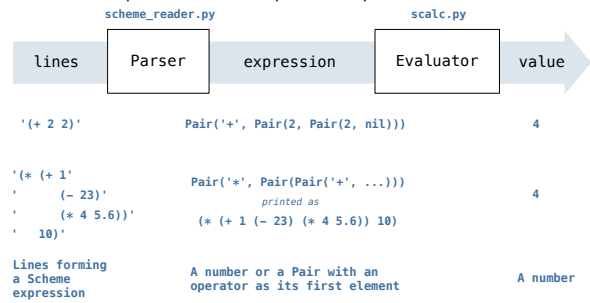 scheme_reader.py scalc.py
lines Parser expression Evaluator value
'(+ 2 2)' Pair('+', Pair(2, Pair(2, nil))) 4
'(* (+ 1'
' (- 23)'
' (* 4 5.6))'
' 10)'
Pair('*', Pair(Pair('+', ...)))
printed as
(* (+ 1 (- 23) (* 4 5.6)) 10)
4
Lines forming
a Scheme
expression
A number or a Pair with an
operator as its first element
A number